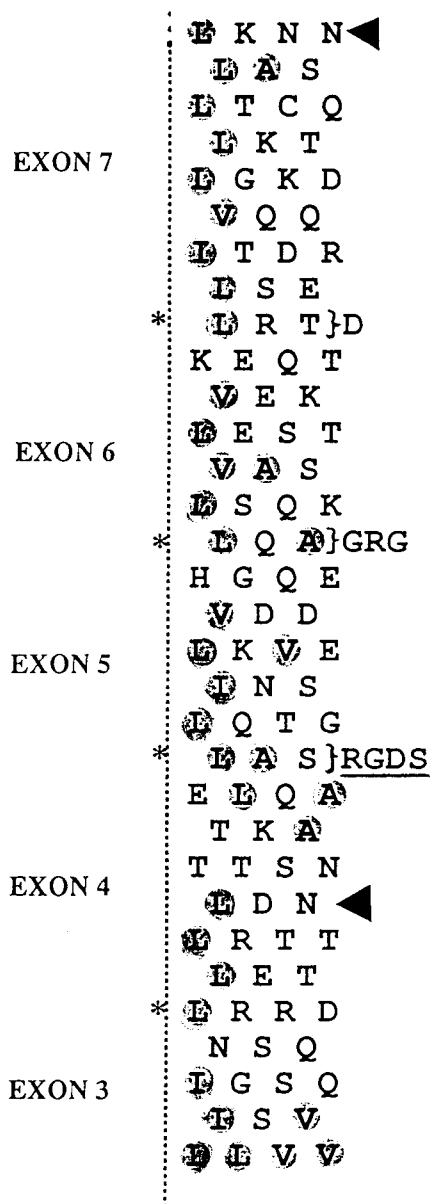 L K N N
L A S
L T C Q
L K T
EXON 7
L G K D
V Q Q
L T D R
L S E
* L R T}D
K E Q T
V E K
L E S T
EXON 6
V A S
L S Q K
* L Q A}GRG
H G Q E
V D D
L K V E
EXON 5
I N S
L Q T G
* L A S}RGDS
E L Q A
T K A
T T S N
EXON 4
L D N
L R T T
L E T
* L R R D
N S Q
I G S Q
EXON 3
I S V
L V V